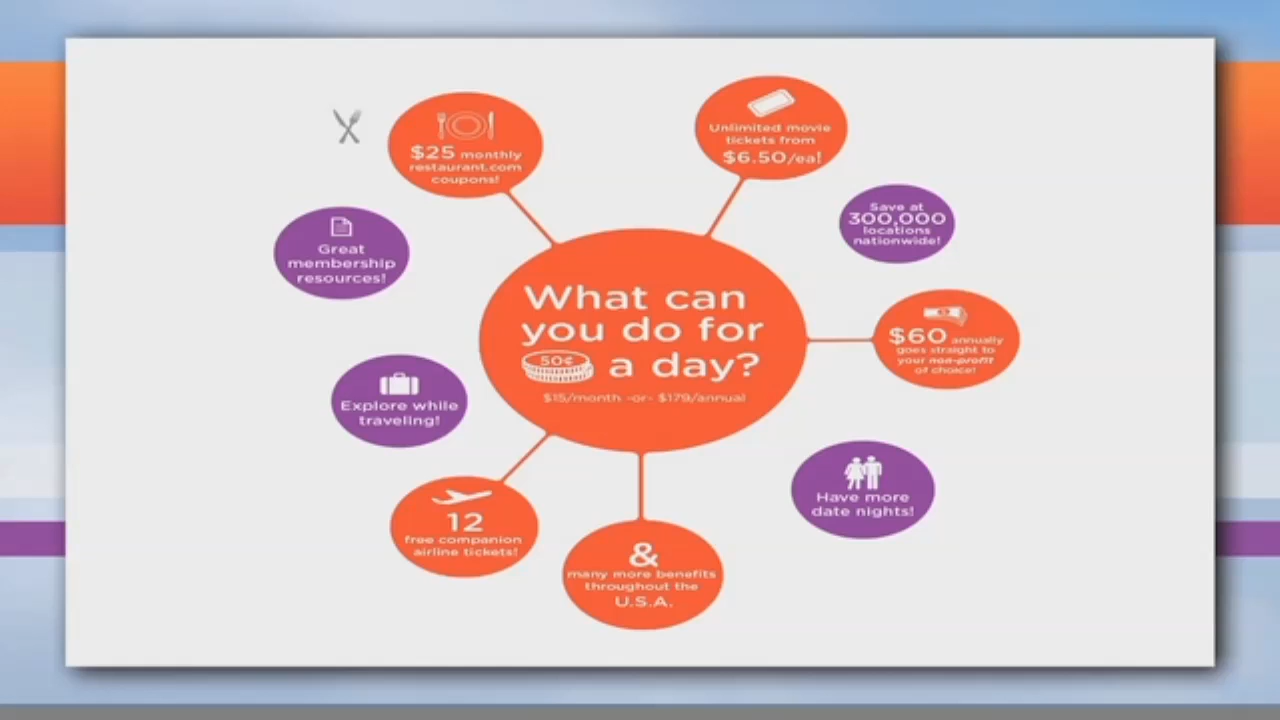 $25 monthly
restaurant.com
coupons!
Unlimited movie
tickets from
$6.50/ea!
Save at
300,000
locations
nationwide!
Great
membership
resources!
What can
you do for
50¢ a day?
$15/month -or- $179/annual
$60 annually
goes straight to
your non-profit
of choice!
Explore while
traveling!
Have more
date nights!
12
free companion
airline tickets!
&
many more benefits
throughout the
U.S.A.